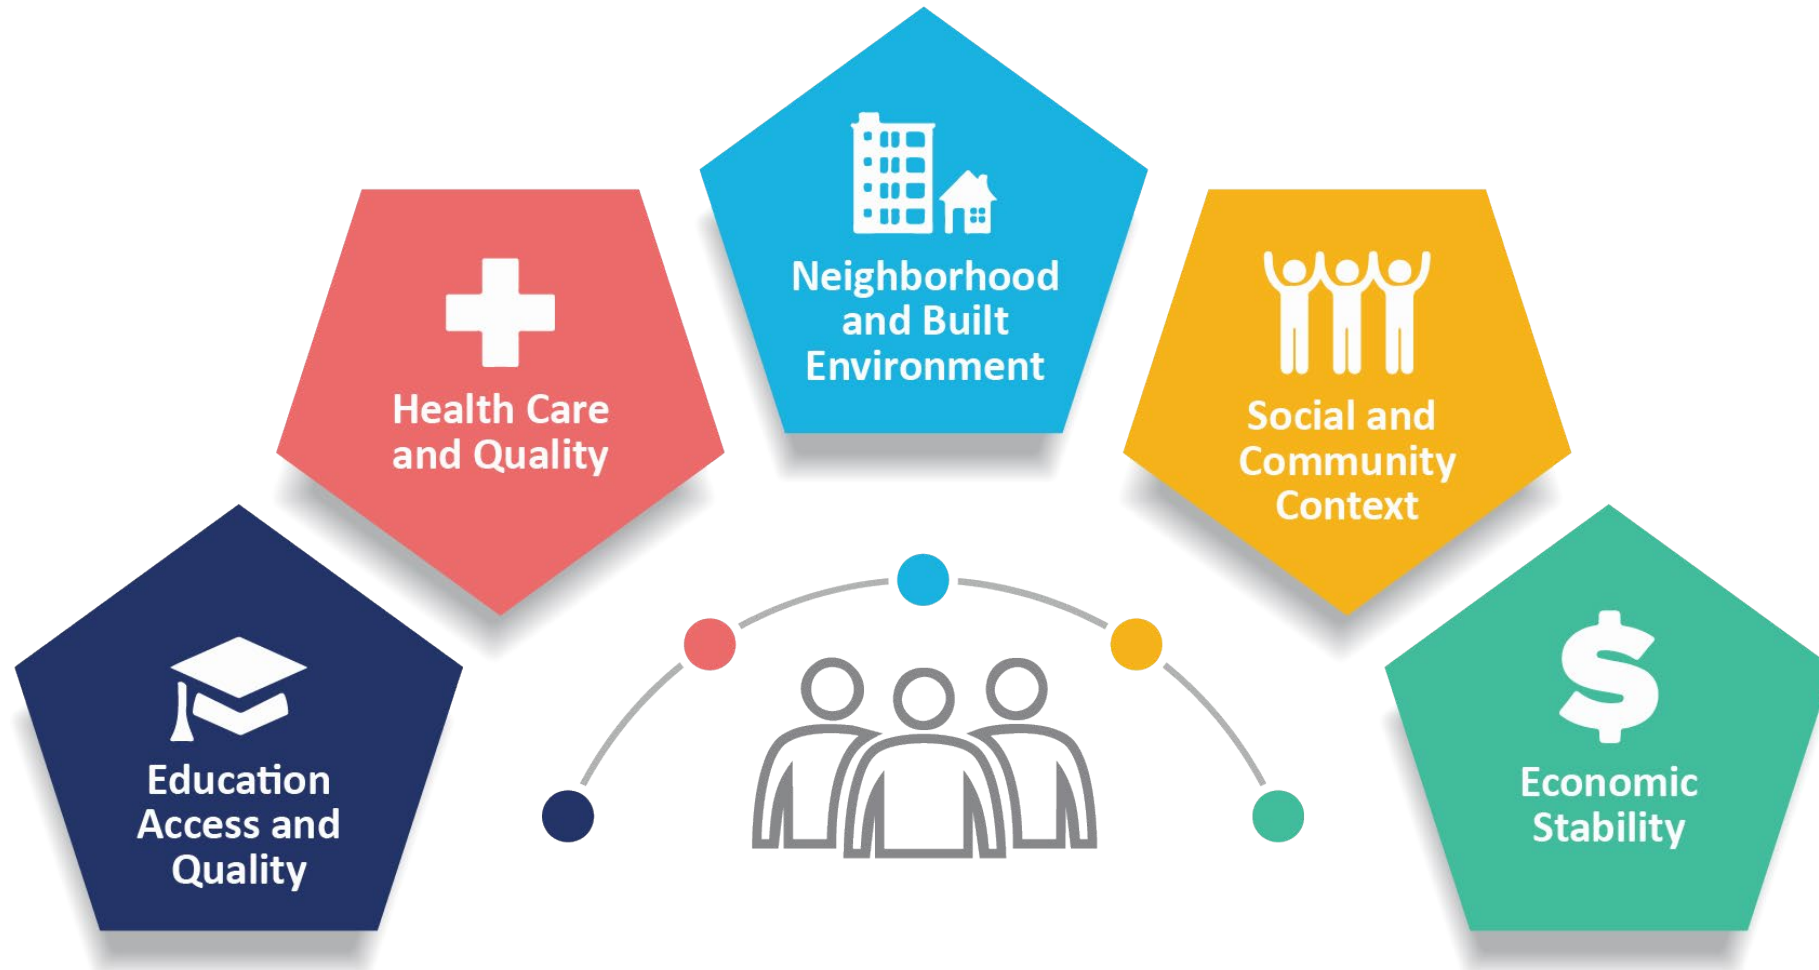 Neighborhood
and Built
Environment
Health Care
and Quality
Social and
Community
Context
Education
Access and
Quality
Economic
Stability